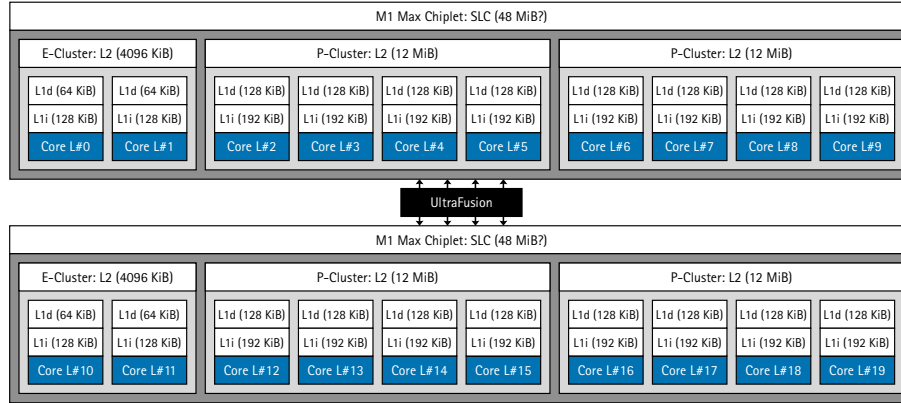 M1 Max Chiplet: SLC (48 MiB?)
E-Cluster: L2 (4096 KiB) P-Cluster: L2 (12 MiB) P-Cluster: L2 (12 MiB)
L1d (64 KiB) L1d (64 KiB) L1d (128 KiB) L1d (128 KiB) L1d (128 KiB) L1d (128 KiB) L1d (128 KiB) L1d (128 KiB) L1d (128 KiB) L1d (128 KiB)
L1i (128 KiB) L1i (128 KiB) L1i (192 KiB) L1i (192 KiB) L1i (192 KiB) L1i (192 KiB) L1i (192 KiB) L1i (192 KiB) L1i (192 KiB) L1i (192 KiB)
Core L#0 Core L#1 Core L#2 Core L#3 Core L#4 Core L#5 Core L#6 Core L#7 Core L#8 Core L#9
UltraFusion
M1 Max Chiplet: SLC (48 MiB?)
E-Cluster: L2 (4096 KiB) P-Cluster: L2 (12 MiB) P-Cluster: L2 (12 MiB)
L1d (64 KiB) L1d (64 KiB) L1d (128 KiB) L1d (128 KiB) L1d (128 KiB) L1d (128 KiB) L1d (128 KiB) L1d (128 KiB) L1d (128 KiB) L1d (128 KiB)
L1i (128 KiB) L1i (128 KiB) L1i (192 KiB) L1i (192 KiB) L1i (192 KiB) L1i (192 KiB) L1i (192 KiB) L1i (192 KiB) L1i (192 KiB) L1i (192 KiB)
Core L#10 Core L#11 Core L#12 Core L#13 Core L#14 Core L#15 Core L#16 Core L#17 Core L#18 Core L#19